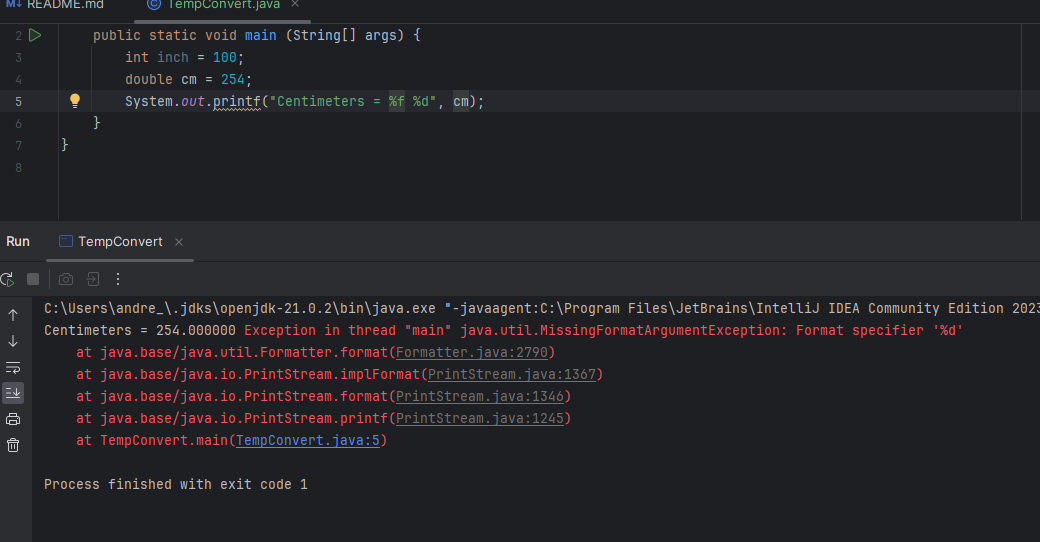 README.md TempConvert.java ×
2 public static void main (String[] args) {
3 int inch = 100;
4 double cm = 254;
5 System.out.printf("Centimeters = %f %d", cm);
6 }
7 }
8
Run TempConvert ×
C:\Users\andre_\.jdks\openjdk-21.0.2\bin\java.exe "-javaagent:C:\Program Files\JetBrains\IntelliJ IDEA Community Edition 2023
Centimeters = 254.000000 Exception in thread "main" java.util.MissingFormatArgumentException: Format specifier '%d'
at java.base/java.util.Formatter.format(Formatter.java:2790)
at java.base/java.io.PrintStream.implFormat(PrintStream.java:1367)
at java.base/java.io.PrintStream.format(PrintStream.java:1346)
at java.base/java.io.PrintStream.printf(PrintStream.java:1245)
at TempConvert.main(TempConvert.java:5)
Process finished with exit code 1